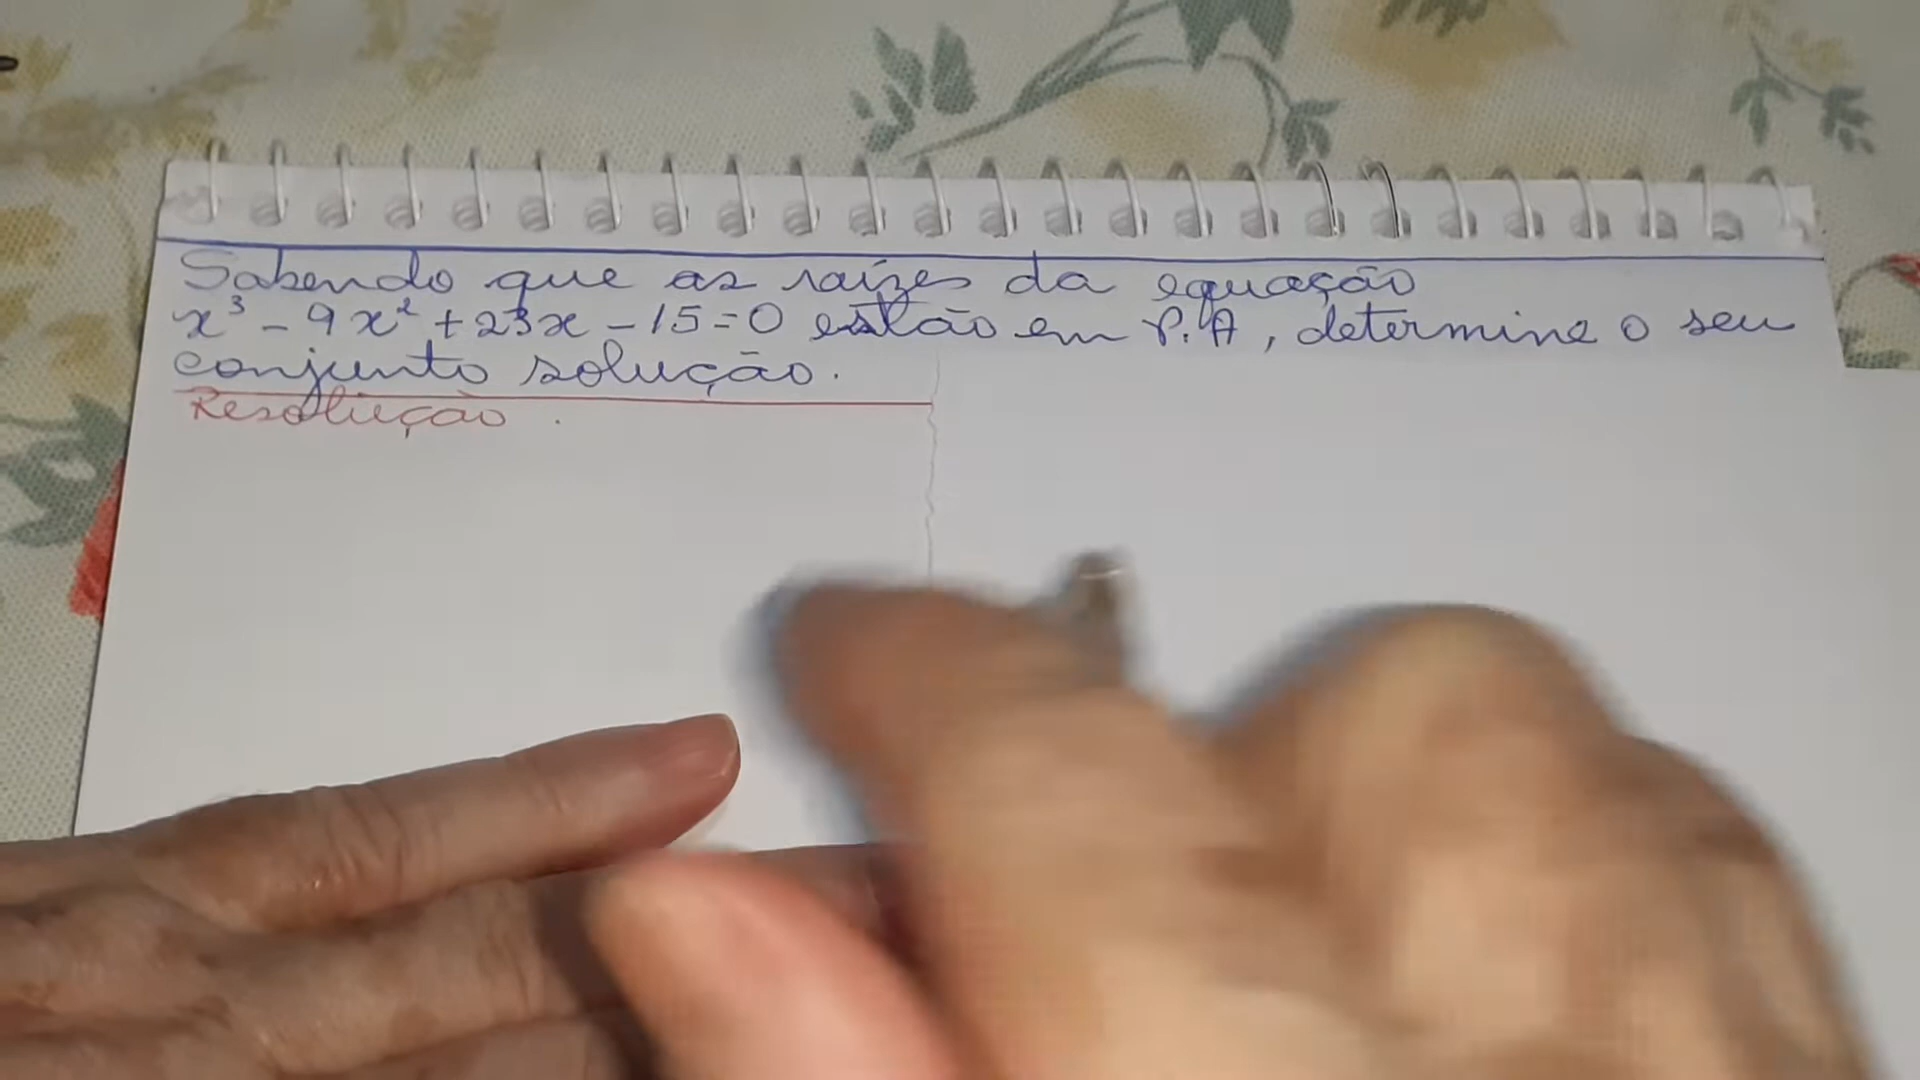 Sabendo que as raízes da equação
x³ - 9x² + 23x - 15 = 0 estão em P.A, determine o seu
conjunto solução.
Resolução.